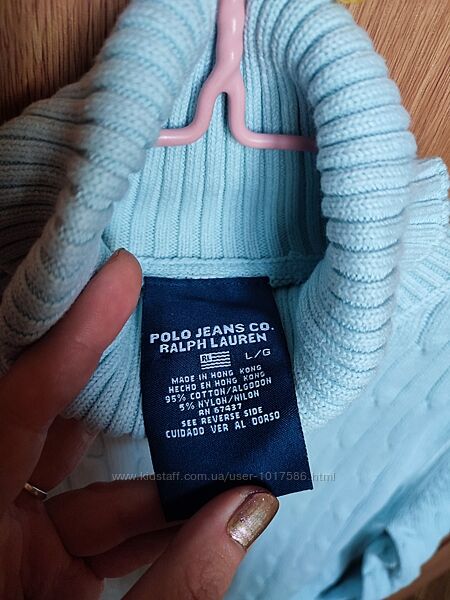 POLO JEANS CO.
RALPH LAUREN
RL L/G
MADE IN HONG KONG
HECHO EN HONG KONG
95% COTTON/ALGODON
5% NYLON/NILON
RN 67437
SEE REVERSE SIDE
CUIDADO VER AL DORSO
www.kidstaff.com.ua/user-1017586.html